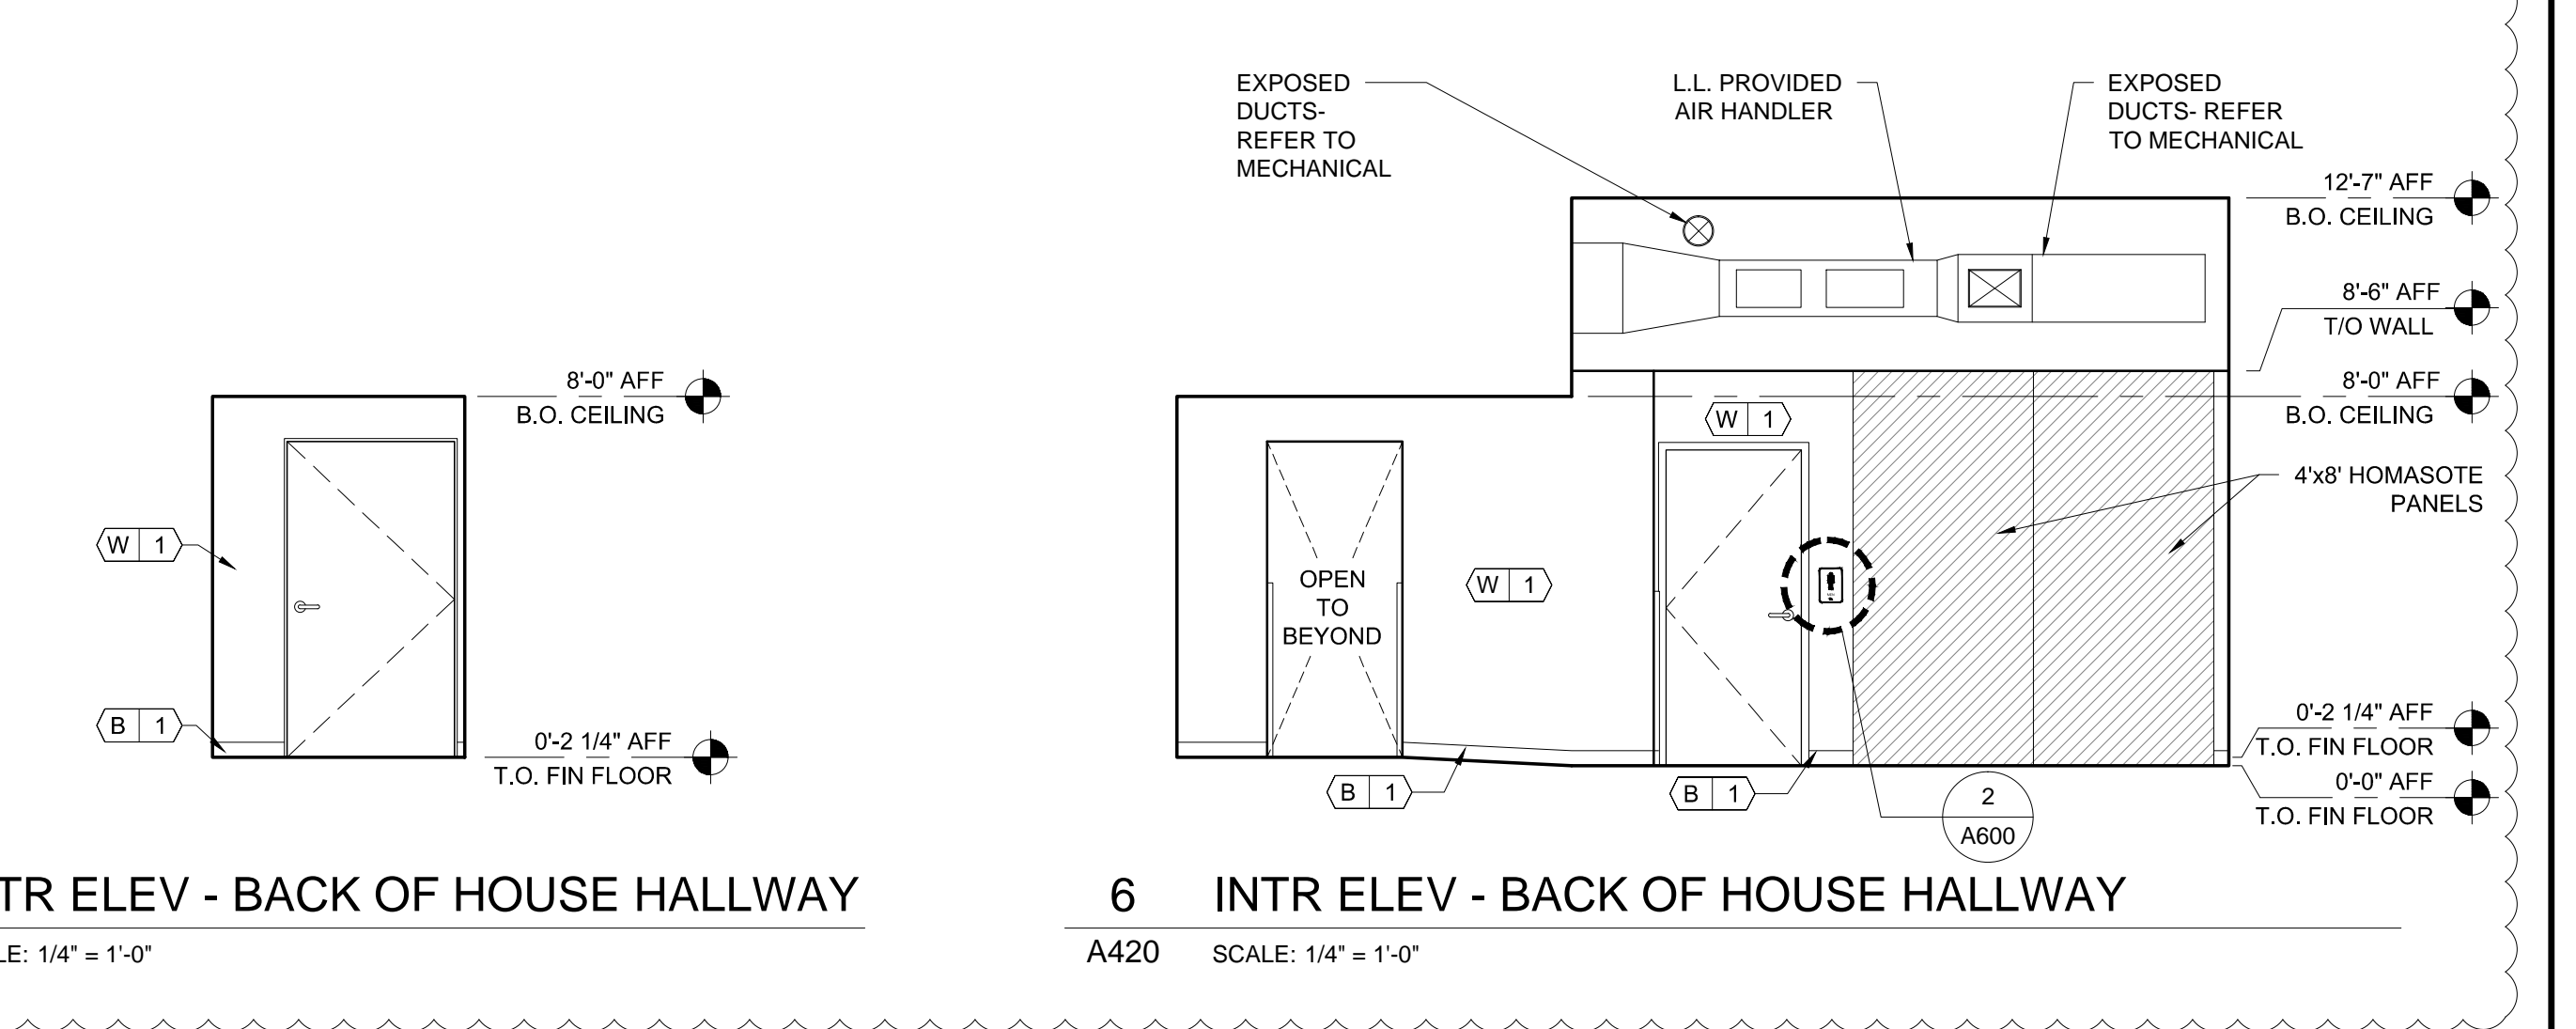 8'-0" AFF
B.O. CEILING
W 1
B 1
0'-2 1/4" AFF
T.O. FIN FLOOR
TR ELEV - BACK OF HOUSE HALLWAY
LE: 1/4" = 1'-0"
EXPOSED
DUCTS-
REFER TO
MECHANICAL
L.L. PROVIDED
AIR HANDLER
EXPOSED
DUCTS- REFER
TO MECHANICAL
12'-7" AFF
B.O. CEILING
8'-6" AFF
T/O WALL
8'-0" AFF
B.O. CEILING
W 1
4'x8' HOMASOTE
PANELS
OPEN
TO
BEYOND
W 1
B 1
B 1
2
A600
0'-2 1/4" AFF
T.O. FIN FLOOR
0'-0" AFF
T.O. FIN FLOOR
6 INTR ELEV - BACK OF HOUSE HALLWAY
A420 SCALE: 1/4" = 1'-0"